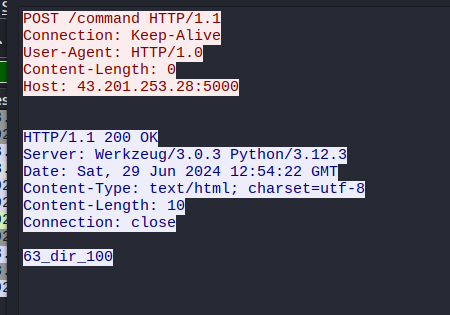 POST /command HTTP/1.1
Connection: Keep-Alive
User-Agent: HTTP/1.0
Content-Length: 0
Host: 43.201.253.28:5000
HTTP/1.1 200 OK
Server: Werkzeug/3.0.3 Python/3.12.3
Date: Sat, 29 Jun 2024 12:54:22 GMT
Content-Type: text/html; charset=utf-8
Content-Length: 10
Connection: close
63_dir_100